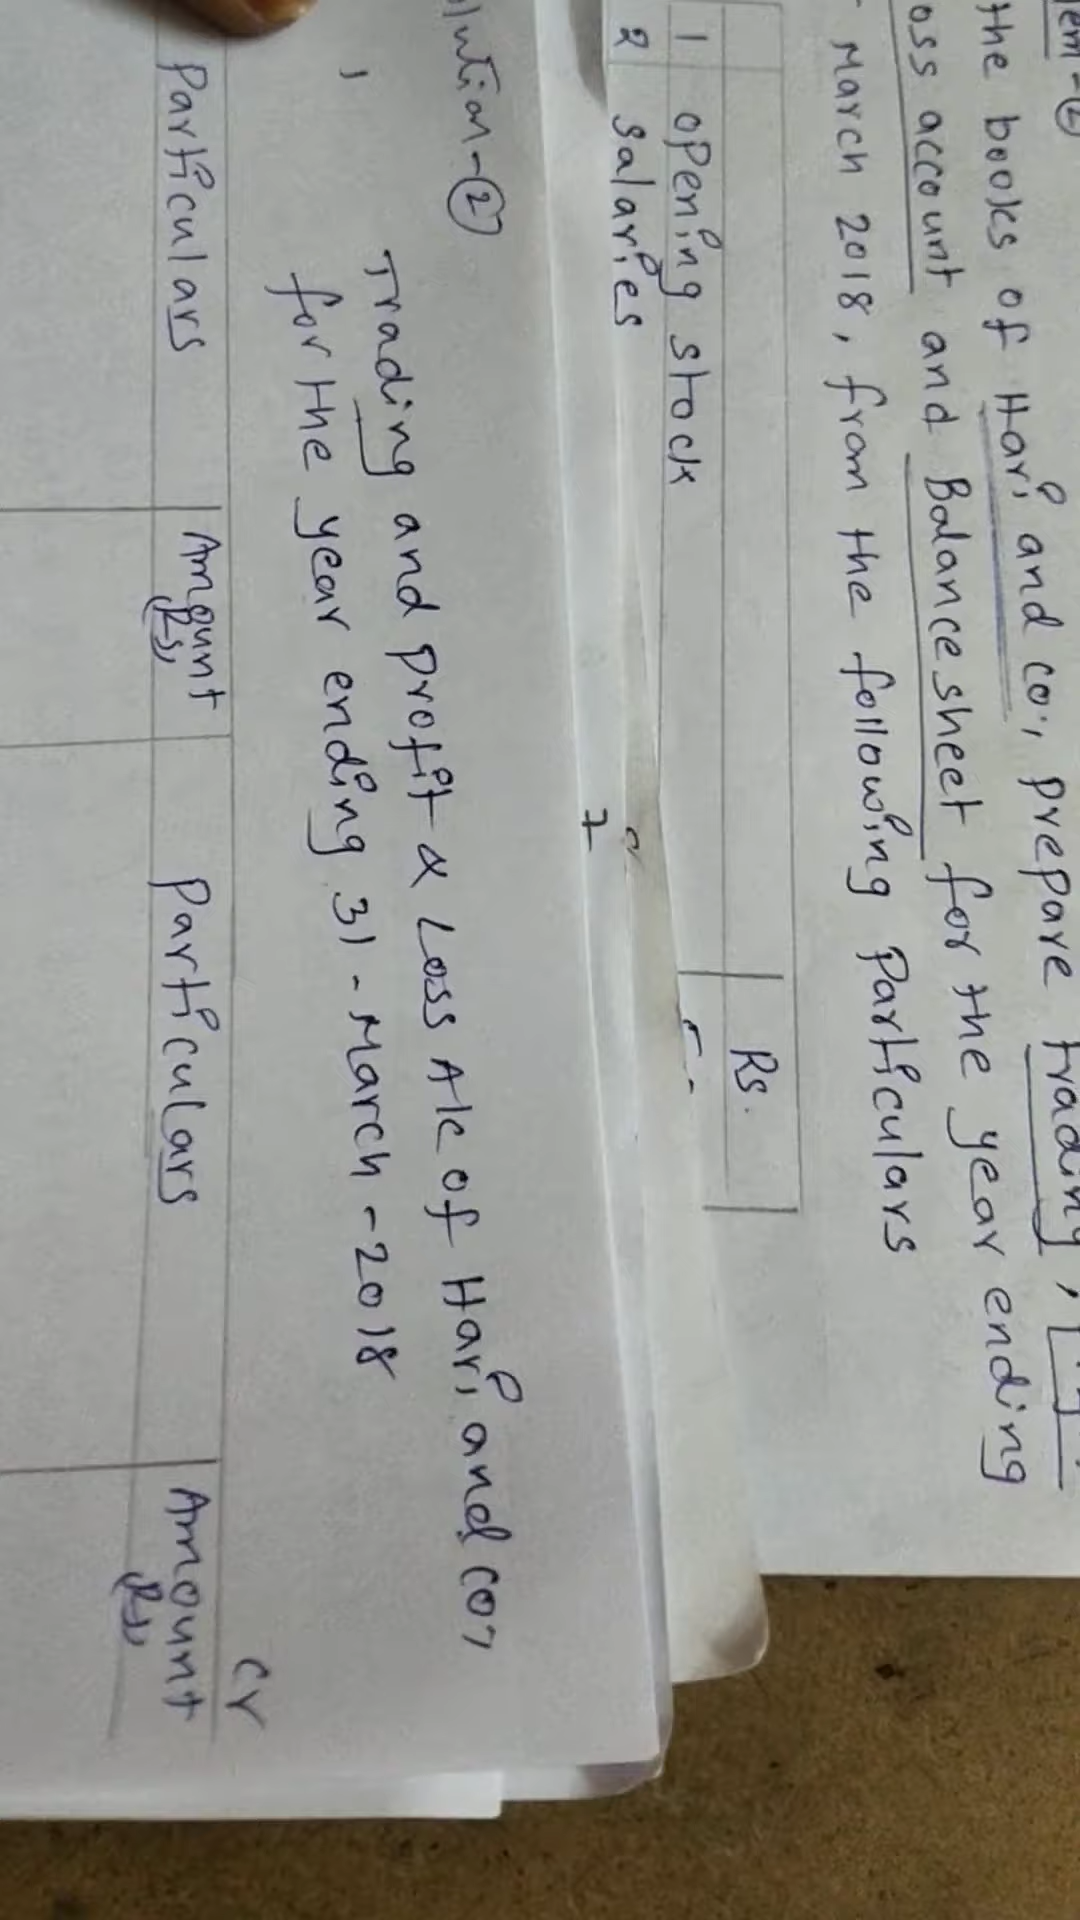 the books of Hari and co., prepare trading,
oss account and Balance sheet for the year ending
March 2018, from the following particulars
Rs.
1 opening stock
2 salaries
7
lution-②
Trading and profit & Loss A/c of Hari and co,
for the year ending 31-March-2018
Cr
Particulars Amount Particulars Amount
(Rs) (Rs)